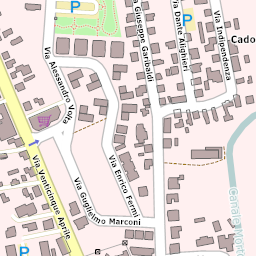 P
Via Giuseppe Garibaldi
Via Dante Alighieri
P
Via Indipendenza
Cado
Via Alessandro Volta
Via Enrico Fermi
Via Guglielmo Marconi
Via Venticinque Aprile
P
P